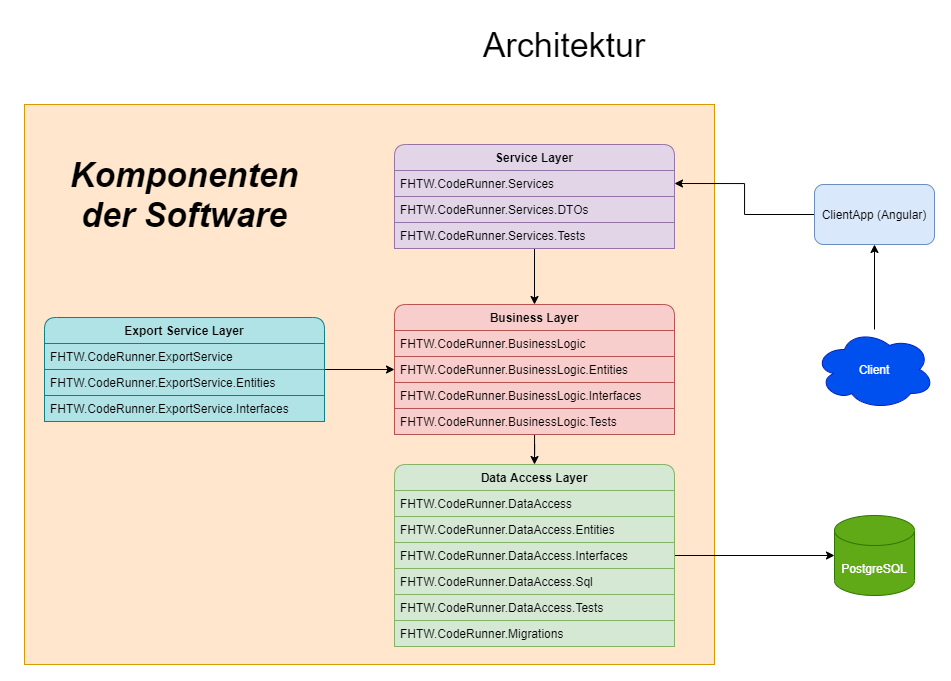 Architektur
Komponenten
der Software
Service Layer
FHTW.CodeRunner.Services
FHTW.CodeRunner.Services.DTOs
FHTW.CodeRunner.Services.Tests
ClientApp (Angular)
Export Service Layer
FHTW.CodeRunner.ExportService
FHTW.CodeRunner.ExportService.Entities
FHTW.CodeRunner.ExportService.Interfaces
Business Layer
FHTW.CodeRunner.BusinessLogic
FHTW.CodeRunner.BusinessLogic.Entities
FHTW.CodeRunner.BusinessLogic.Interfaces
FHTW.CodeRunner.BusinessLogic.Tests
Client
Data Access Layer
FHTW.CodeRunner.DataAccess
FHTW.CodeRunner.DataAccess.Entities
FHTW.CodeRunner.DataAccess.Interfaces
FHTW.CodeRunner.DataAccess.Sql
FHTW.CodeRunner.DataAccess.Tests
FHTW.CodeRunner.Migrations
PostgreSQL